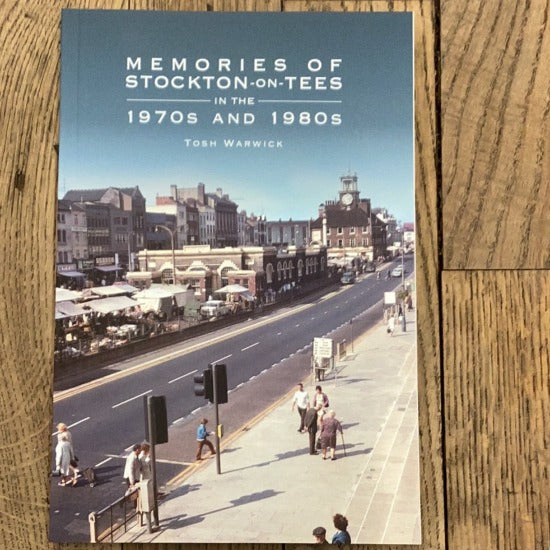 MEMORIES OF
STOCKTON-ON-TEES
IN THE
1970S AND 1980S
TOSH WARWICK